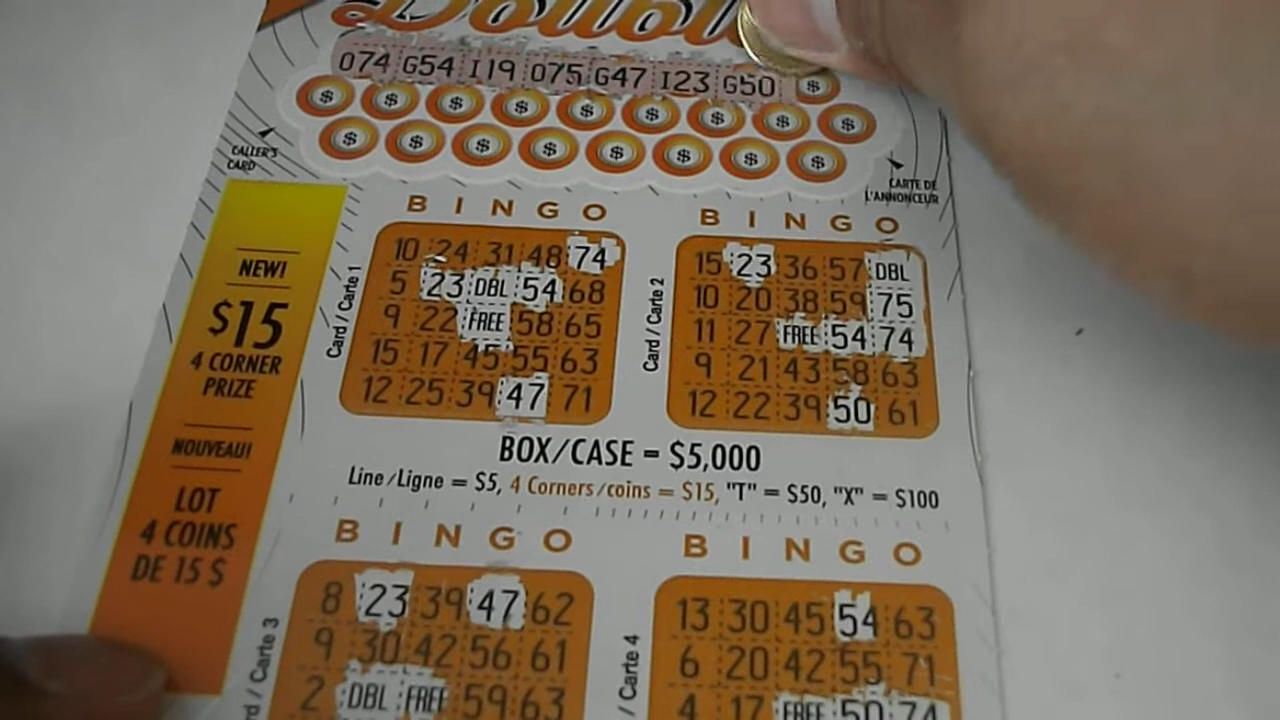 Double
O74 G54 I19 O75 G47 I23 G50 $
$ $ $ $ $ $ $ $ $
$ $ $ $ $ $ $ $
CALLER'S
CARD
CARTE DE
L'ANNONCEUR
NEW!
$15
4 CORNER
PRIZE
NOUVEAU!
LOT
4 COINS
DE 15 $
Card / Carte 1
B I N G O
10 24 31 48 74
5 23 DBL 54 68
9 22 FREE 58 65
15 17 45 55 63
12 25 39 47 71
Card / Carte 2
B I N G O
15 23 36 57 DBL
10 20 38 59 75
11 27 FREE 54 74
9 21 43 58 63
12 22 39 50 61
BOX/CASE = $5,000
Line/Ligne = $5, 4 Corners/coins = $15, "T" = $50, "X" = $100
rd / Carte 3
B I N G O
8 23 39 47 62
9 30 42 56 61
2 DBL FREE 59 63
/ Carte 4
B I N G O
13 30 45 54 63
6 20 42 55 71
4 17 FREE 50 74